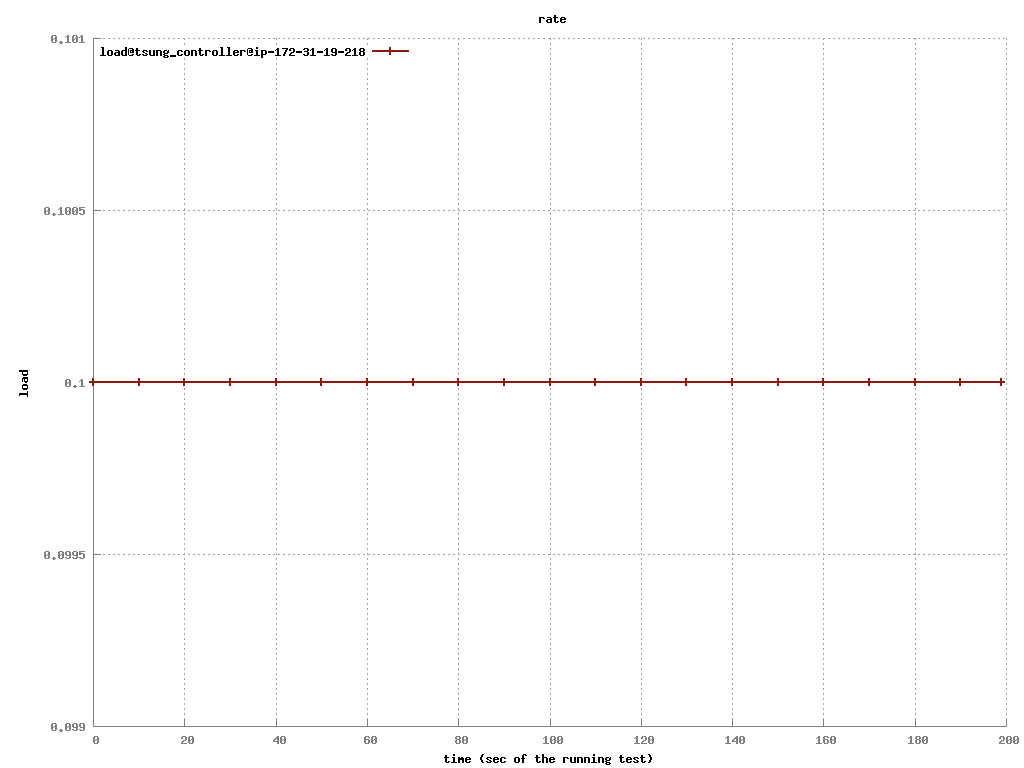 rate
0.101
load@tsung_controller@ip-172-31-19-218
0.1005
load
0.1
0.0995
0.099
0 20 40 60 80 100 120 140 160 180 200
time (sec of the running test)